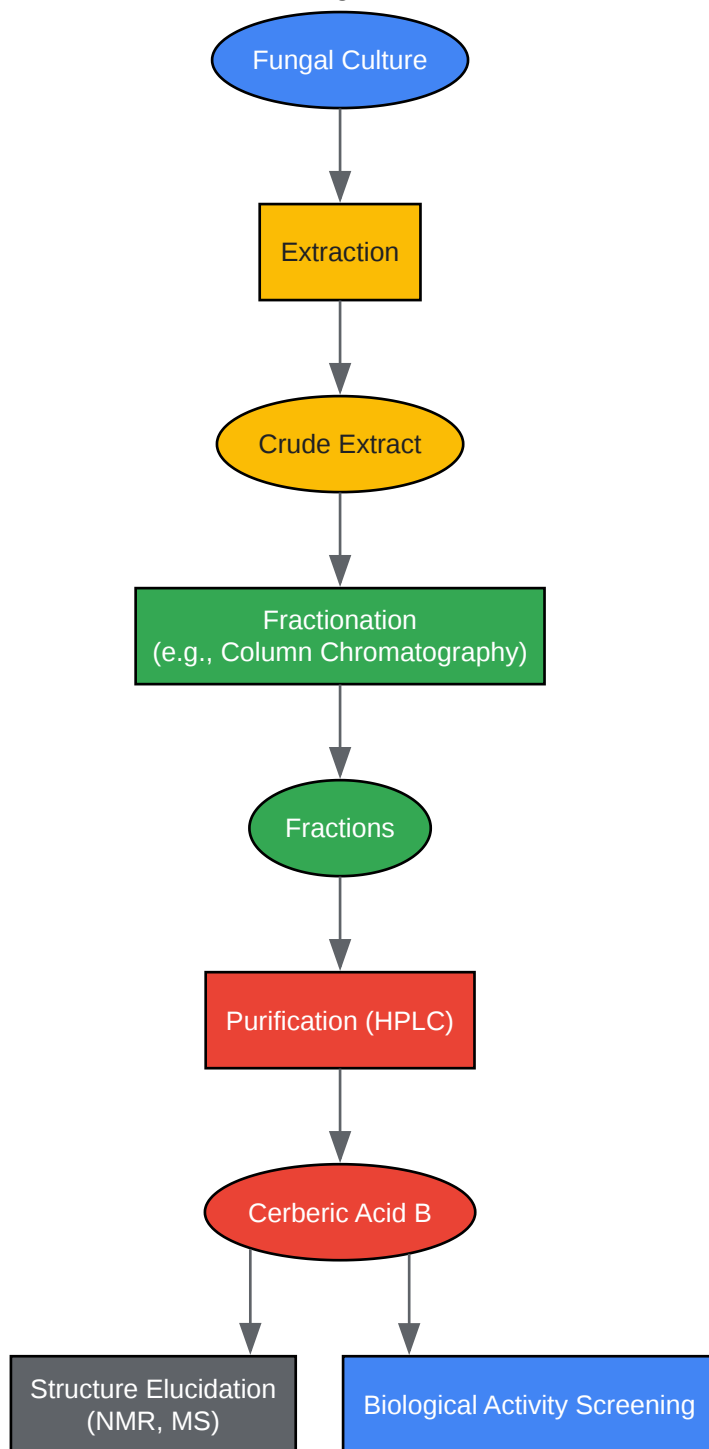 Fungal Culture
Extraction
Crude Extract
Fractionation
(e.g., Column Chromatography)
Fractions
Purification (HPLC)
Cerberic Acid B
Structure Elucidation
(NMR, MS)
Biological Activity Screening